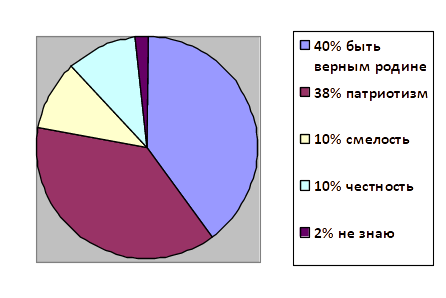 40% быть
верным родине
38% патриотизм
10% смелость
10% честность
2% не знаю